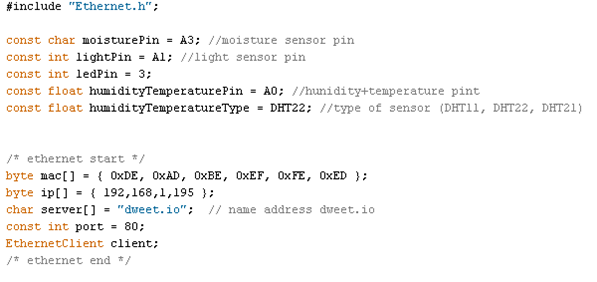 #include "Ethernet.h";
const char moisturePin = A3; //moisture sensor pin
const int lightPin = A1; //light sensor pin
const int ledPin = 3;
const float humidityTemperaturePin = A0; //hunidity+temperature pint
const float humidityTemperatureType = DHT22; //type of sensor (DHT11, DHT22, DHT21)
/* ethernet start */
byte mac[] = { 0xDE, 0xAD, 0xBE, 0xEF, 0xFE, 0xED };
byte ip[] = { 192,168,1,195 };
char server[] = "dweet.io";  // name address dweet.io
const int port = 80;
EthernetClient client;
/* ethernet end */